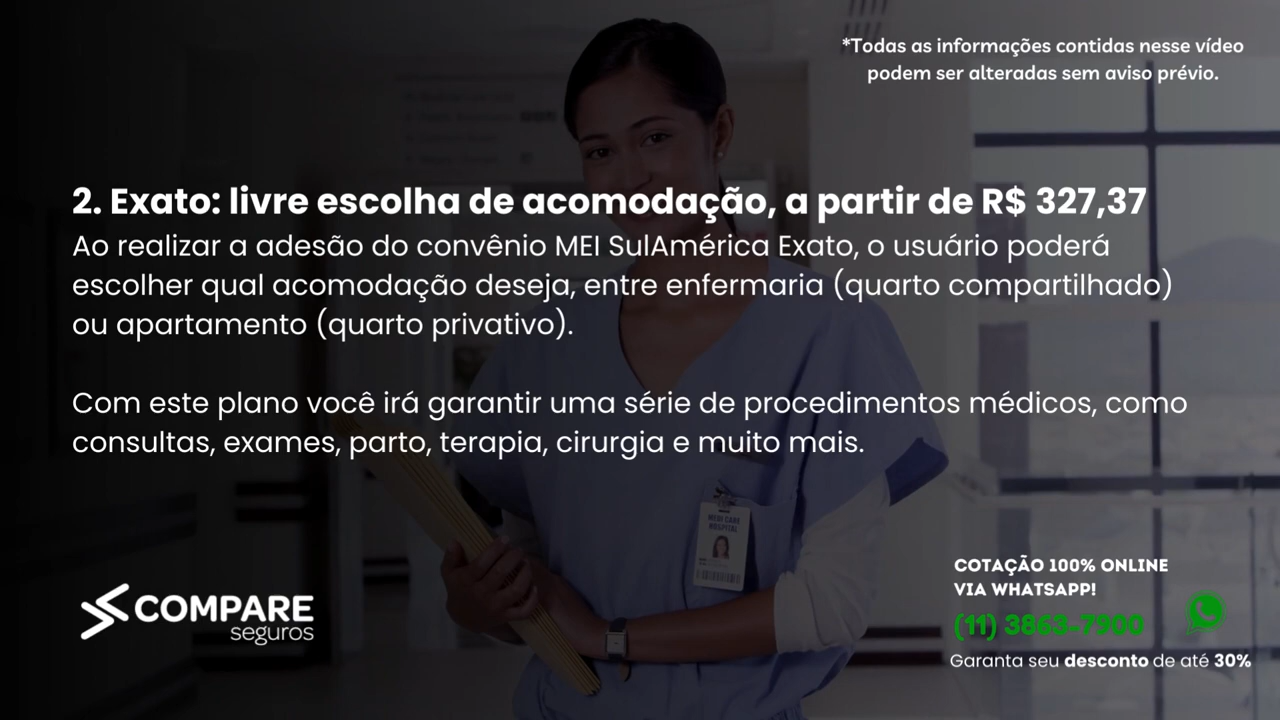 *Todas as informações contidas nesse vídeo
podem ser alteradas sem aviso prévio.
2. Exato: livre escolha de acomodação, a partir de R$ 327,37
Ao realizar a adesão do convênio MEI SulAmérica Exato, o usuário poderá
escolher qual acomodação deseja, entre enfermaria (quarto compartilhado)
ou apartamento (quarto privativo).
Com este plano você irá garantir uma série de procedimentos médicos, como
consultas, exames, parto, terapia, cirurgia e muito mais.
MEDI CARE
HOSPITAL
COMPARE
seguros
COTAÇÃO 100% ONLINE
VIA WHATSAPP!
(11) 3863-7900
Garanta seu desconto de até 30%